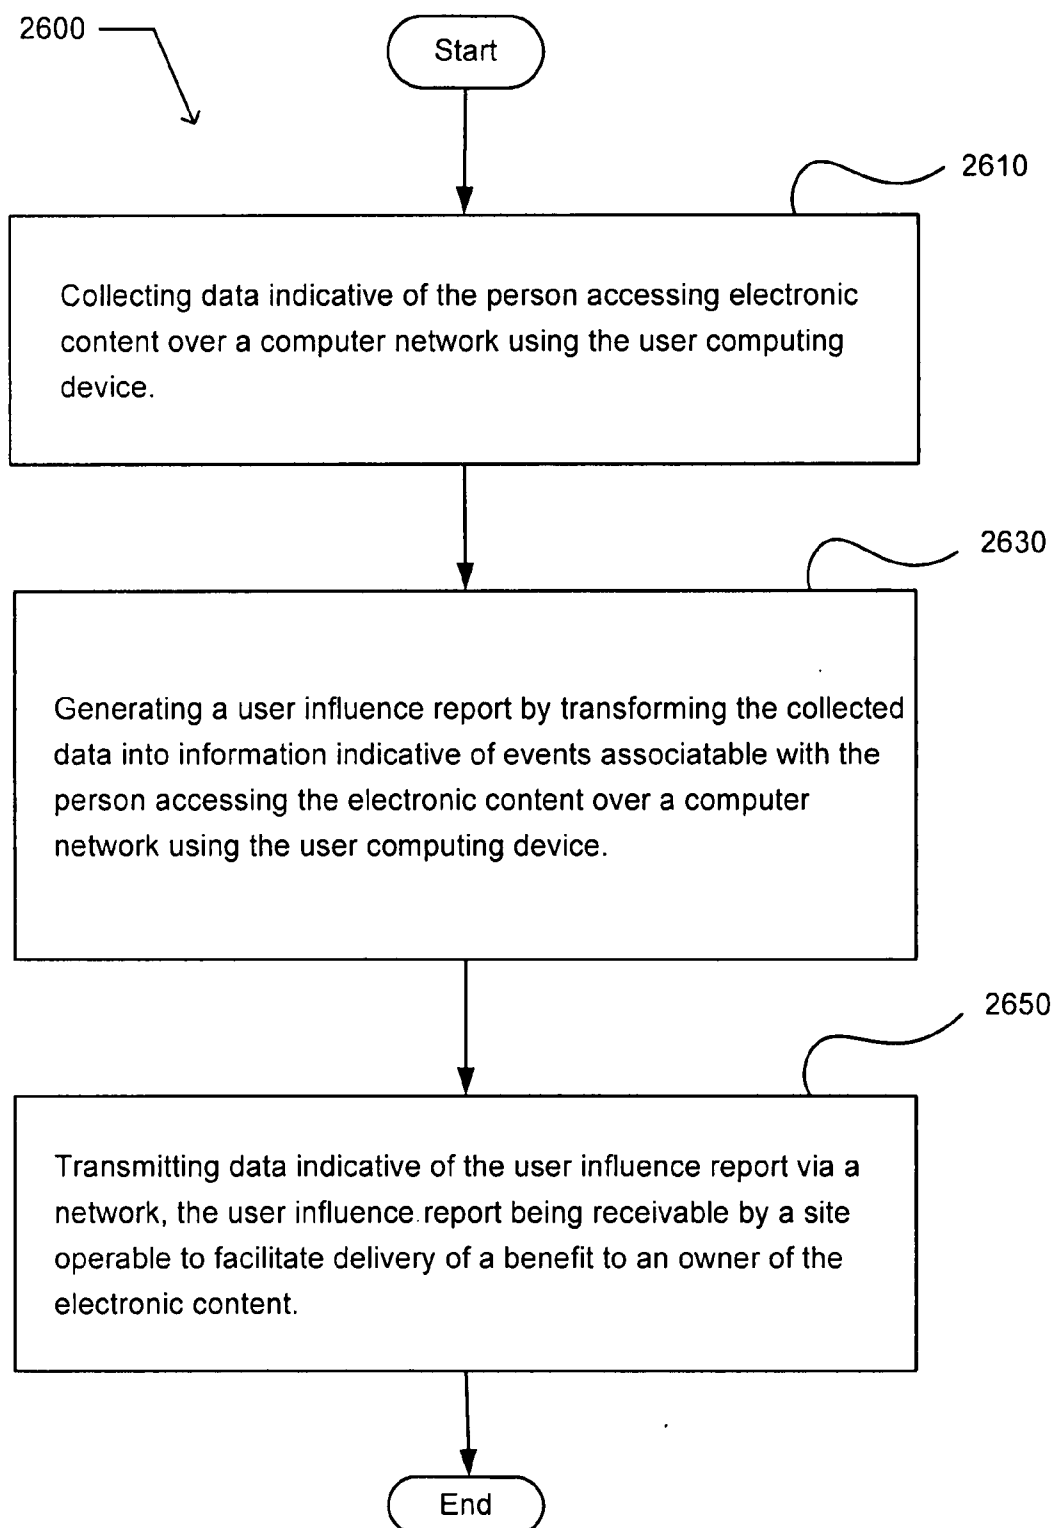 2600
Start
2610
Collecting data indicative of the person accessing electronic
content over a computer network using the user computing
device.
2630
Generating a user influence report by transforming the collected
data into information indicative of events associatable with the
person accessing the electronic content over a computer
network using the user computing device.
2650
Transmitting data indicative of the user influence report via a
network, the user influence report being receivable by a site
operable to facilitate delivery of a benefit to an owner of the
electronic content.
End